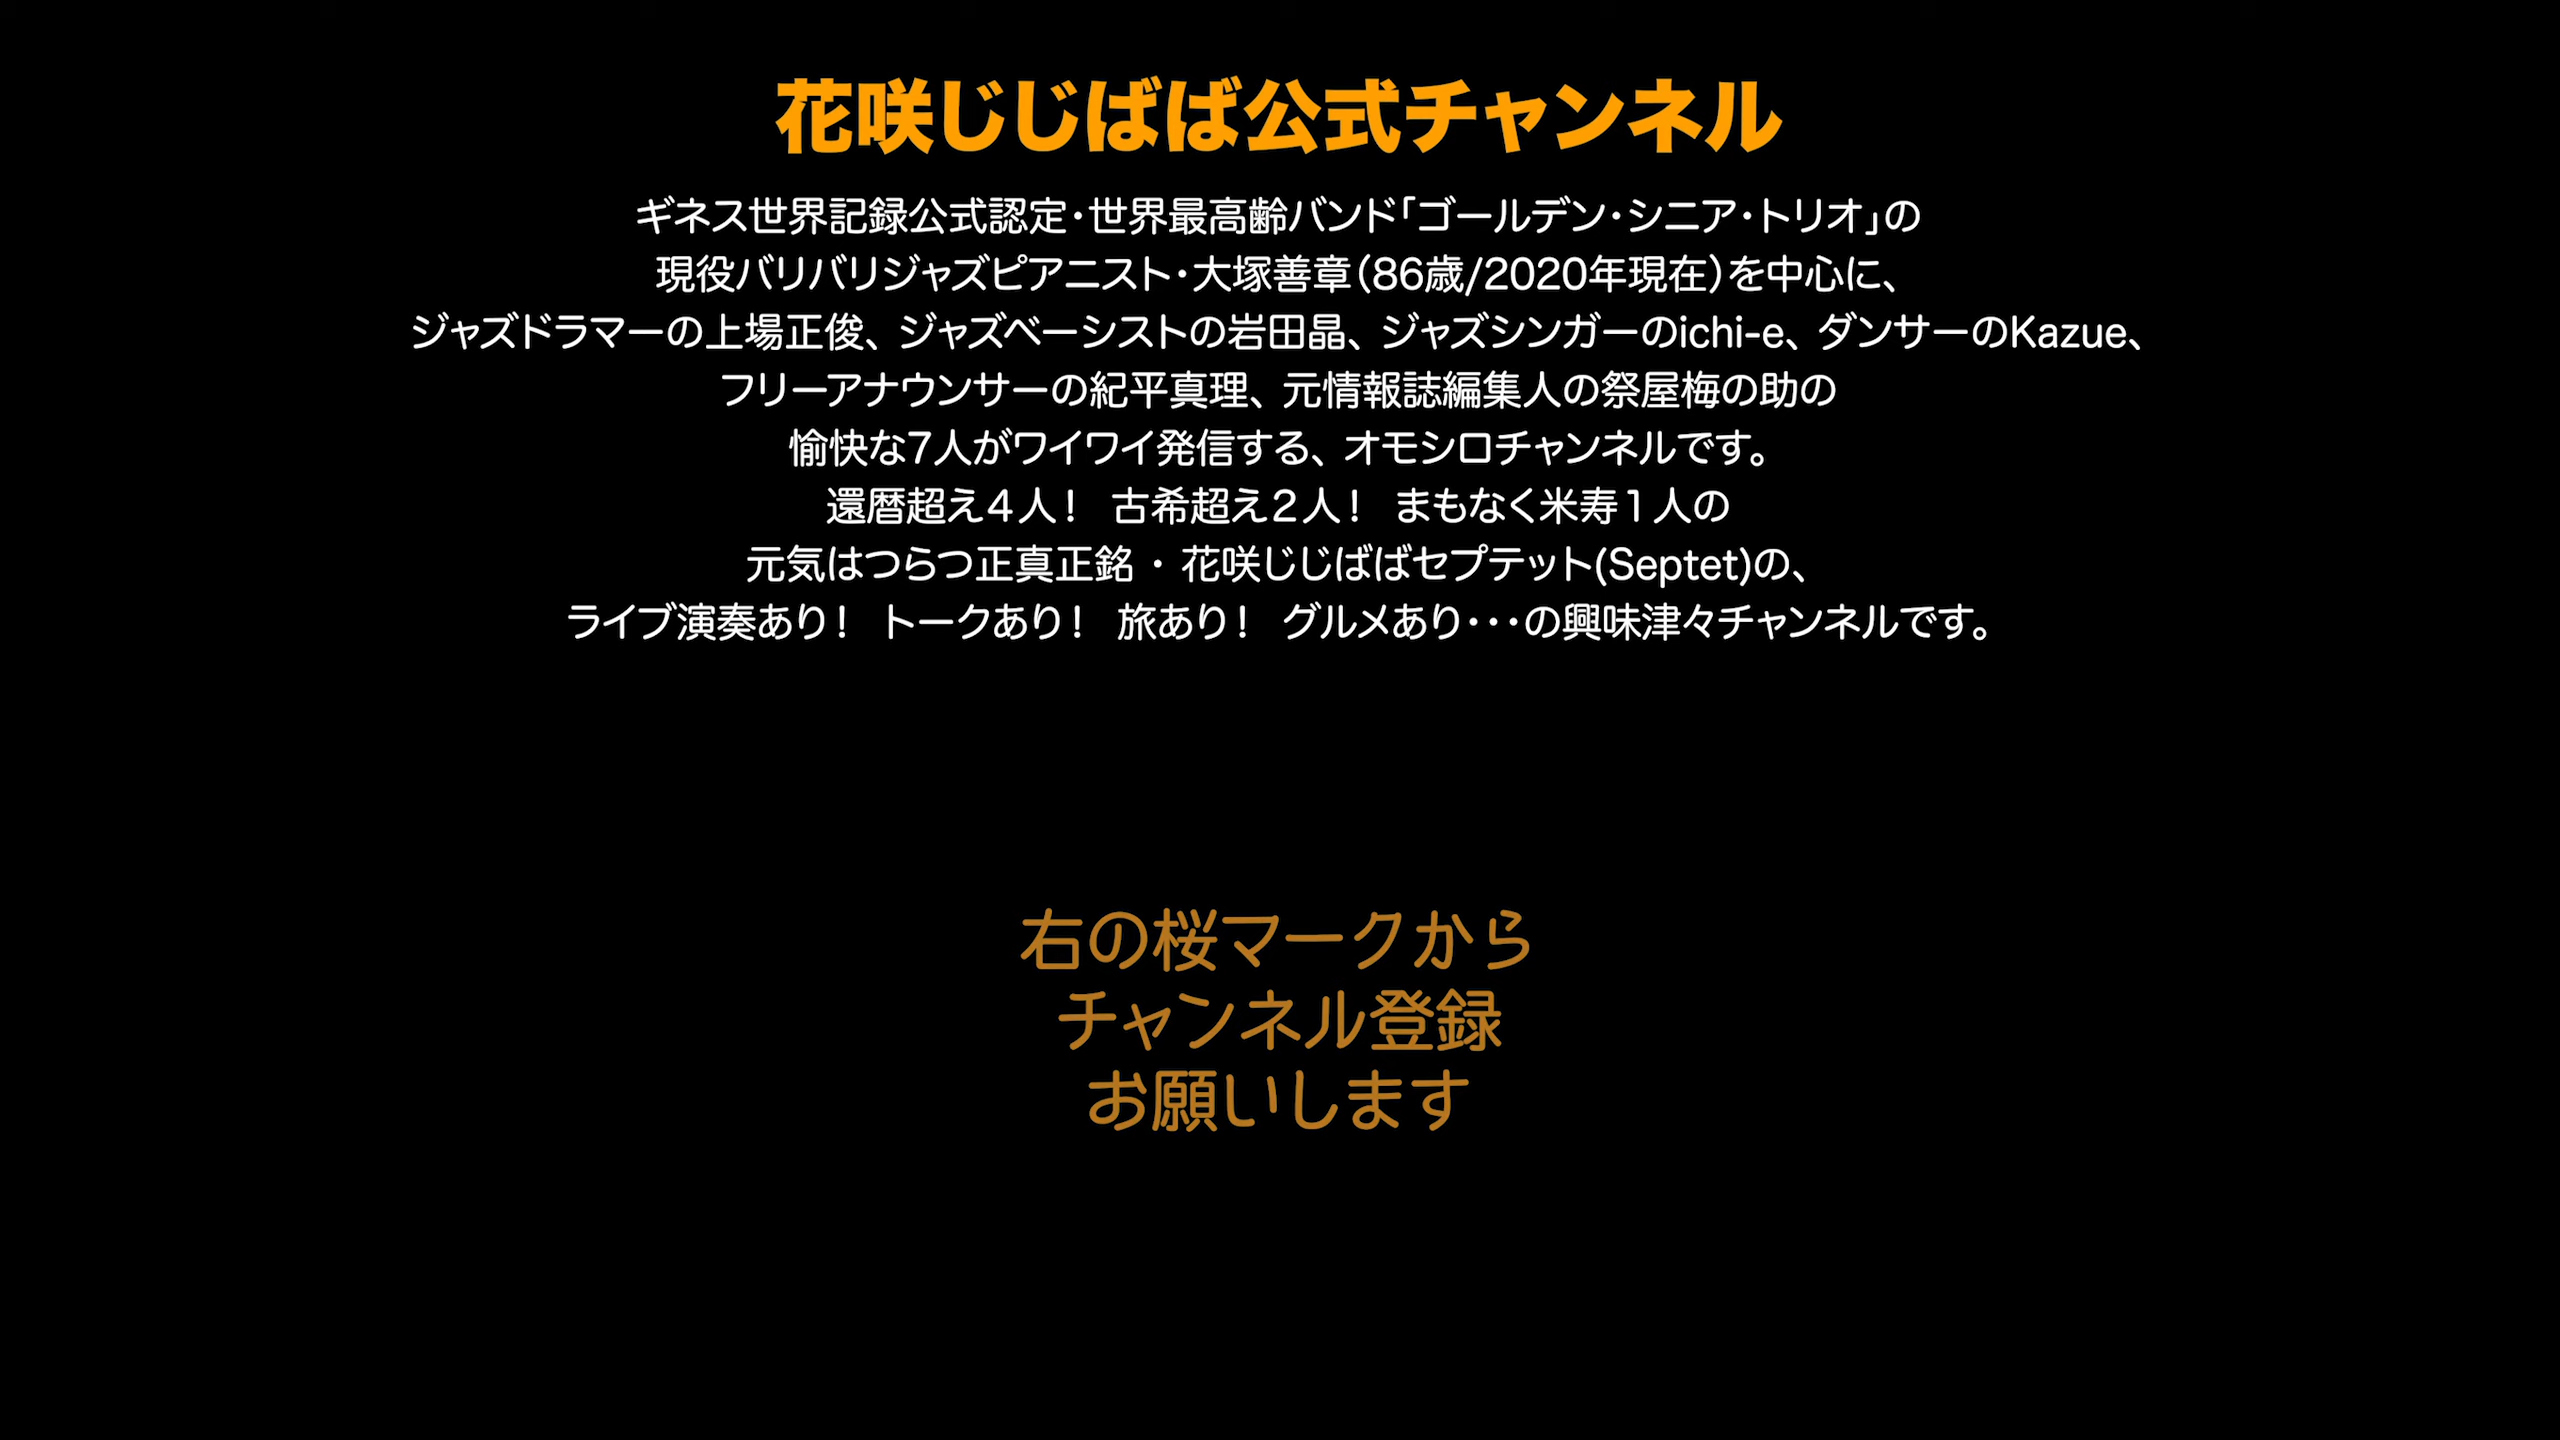 花咲じじばば公式チャンネル
ギネス世界記録公式認定・世界最高齢バンド「ゴールデン・シニア・トリオ」の
現役バリバリジャズピアニスト・大塚善章(86歳/2020年現在)を中心に、
ジャズドラマーの上場正俊、ジャズベーシストの岩田晶、ジャズシンガーのichi-e、ダンサーのKazue、
フリーアナウンサーの紀平真理、元情報誌編集人の祭屋梅の助の
愉快な7人がワイワイ発信する、オモシロチャンネルです。
還暦超え4人! 古希超え2人! まもなく米寿1人の
元気はつらつ正真正銘・花咲じじばばセプテット(Septet)の、
ライブ演奏あり! トークあり! 旅あり! グルメあり・・・の興味津々チャンネルです。
右の桜マークから
チャンネル登録
お願いします